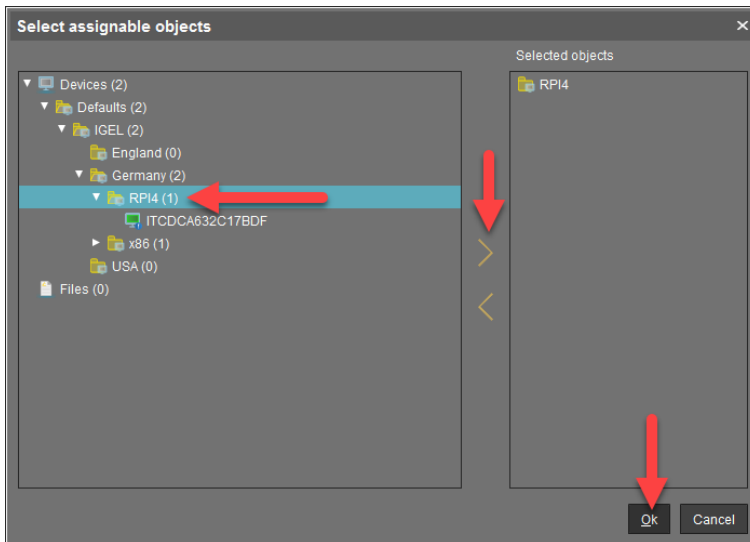 Select assignable objects
Selected objects
Devices (2)
Defaults (2)
IGEL (2)
England (0)
Germany (2)
RPI4 (1)
ITCDCA632C17BDF
x86 (1)
USA (0)
Files (0)
RPI4
Ok
Cancel